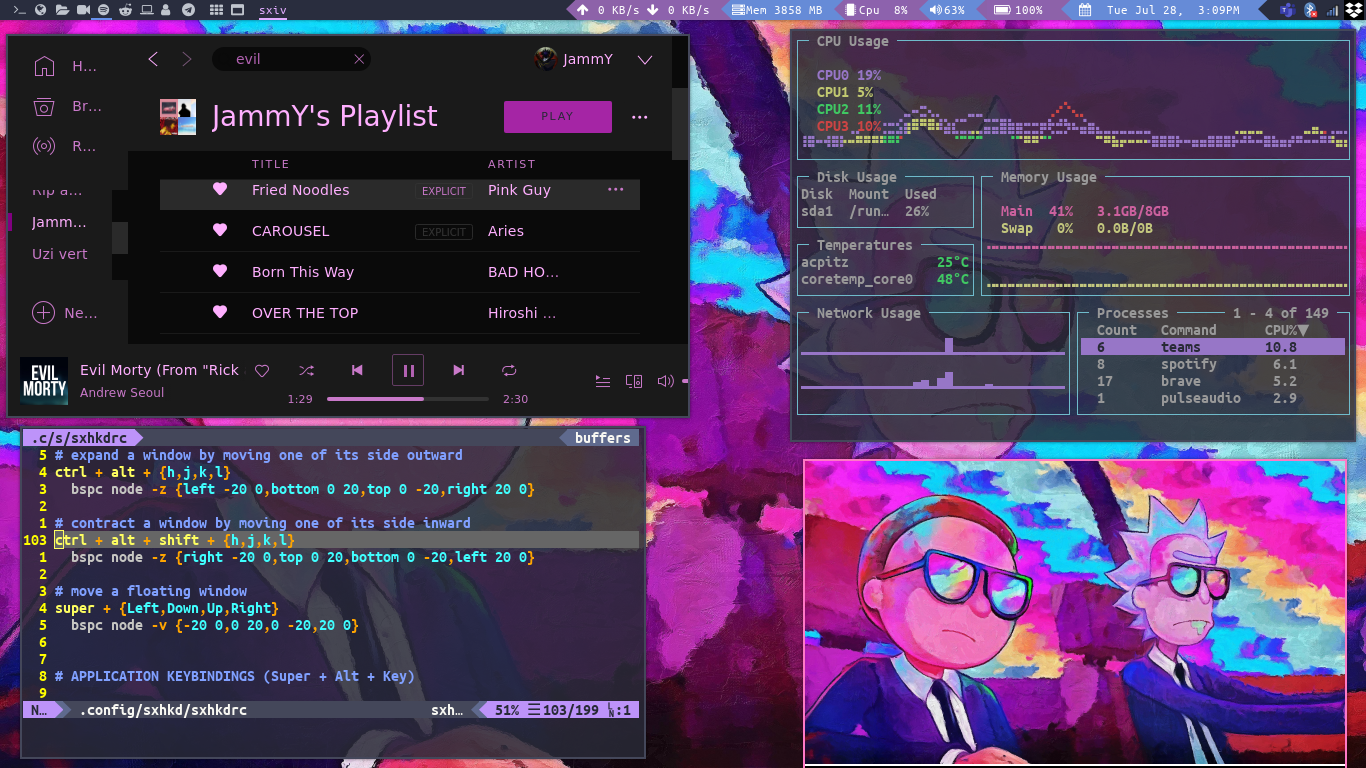 sxiv
0 KB/s 0 KB/s
Mem 3858 MB
Cpu 8%
63%
100%
Tue Jul 28, 3:09PM
H...
Br...
R...
Jamm...
Uzi vert
Ne...
evil
JammY
JammY's Playlist
PLAY
TITLE ARTIST
Fried Noodles EXPLICIT Pink Guy
CAROUSEL EXPLICIT Aries
Born This Way BAD HO...
OVER THE TOP Hiroshi ...
EVIL
MORTY
Evil Morty (From "Rick
Andrew Seoul
1:29 2:30
CPU Usage
CPU0 19%
CPU1 5%
CPU2 11%
CPU3 10%
Disk Usage
Disk Mount Used
sda1 /run… 26%
Memory Usage
Main 41% 3.1GB/8GB
Swap 0% 0.0B/0B
Temperatures
acpitz 25°C
coretemp_core0 48°C
Network Usage
Processes 1 - 4 of 149
Count Command CPU%▼
6 teams 10.8
8 spotify 6.1
17 brave 5.2
1 pulseaudio 2.9
.c/s/sxhkdrc buffers
5 # expand a window by moving one of its side outward
4 ctrl + alt + {h,j,k,l}
3 bspc node -z {left -20 0,bottom 0 20,top 0 -20,right 20 0}
2
1 # contract a window by moving one of its side inward
103 ctrl + alt + shift + {h,j,k,l}
1 bspc node -z {right -20 0,top 0 20,bottom 0 -20,left 20 0}
2
3 # move a floating window
4 super + {Left,Down,Up,Right}
5 bspc node -v {-20 0,0 20,0 -20,20 0}
6
7
8 # APPLICATION KEYBINDINGS (Super + Alt + Key)
9
N… .config/sxhkd/sxhkdrc sxh… 51% ☰103/199 :1